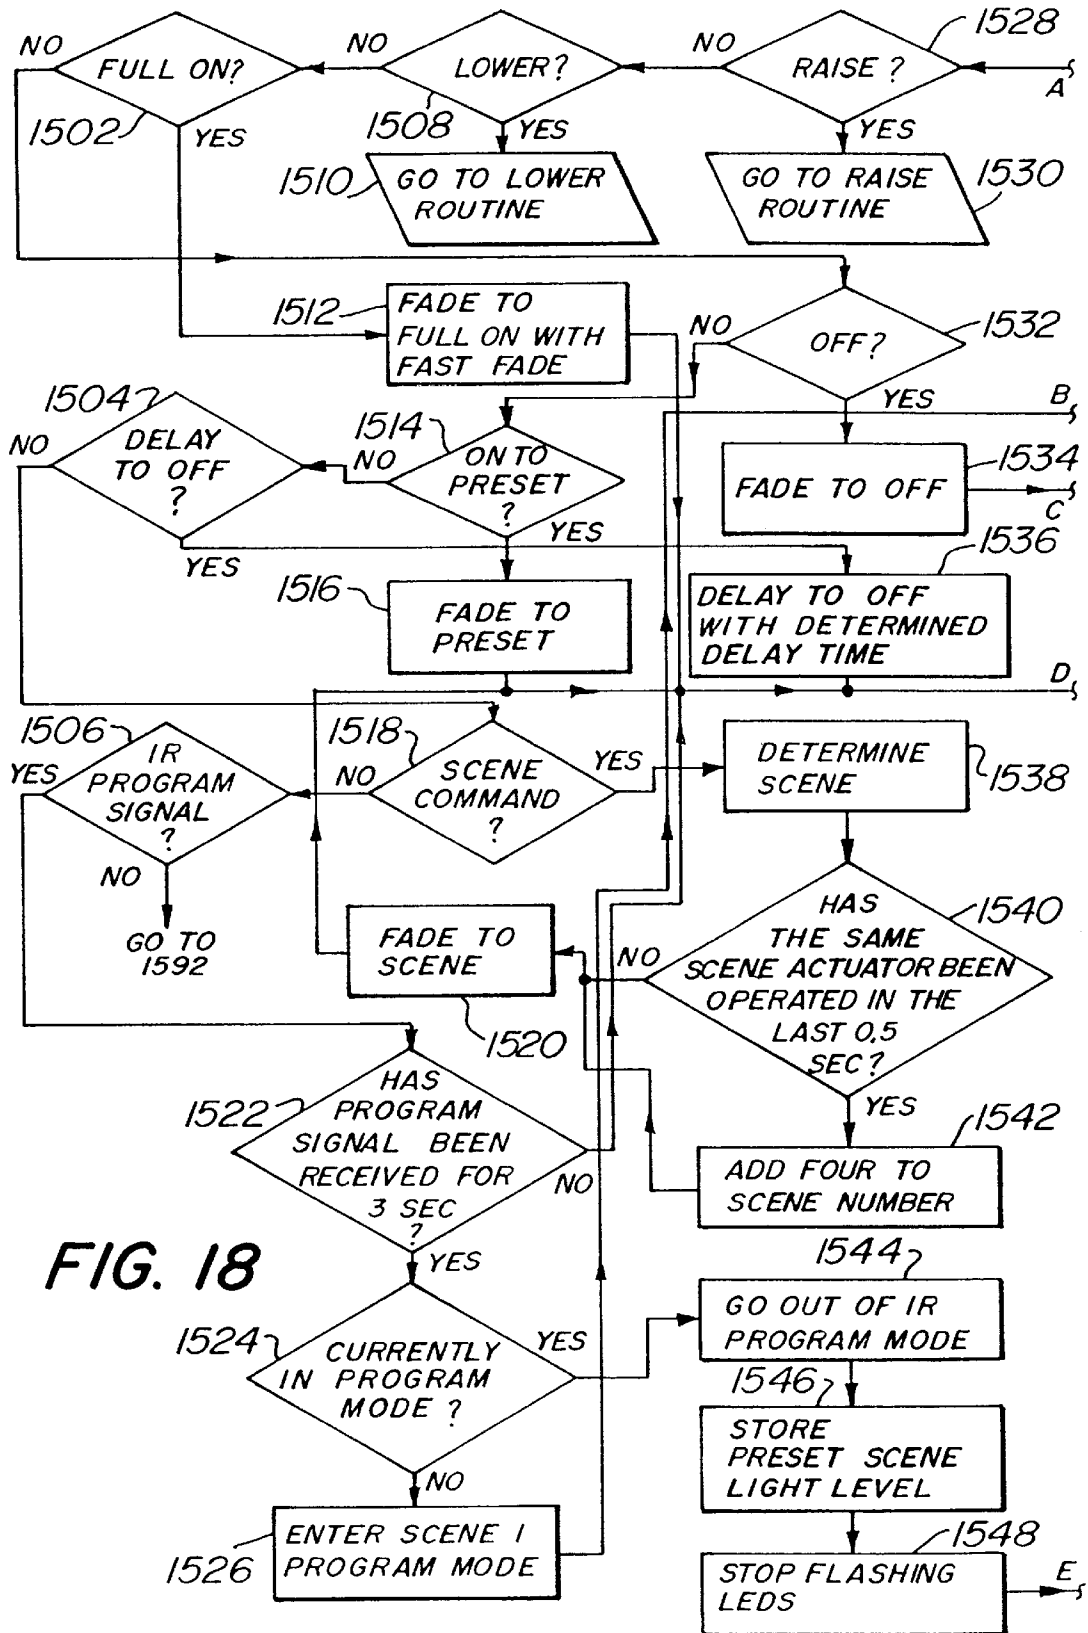 NO
FULL ON?
1502
YES
NO
LOWER?
1508
YES
NO
RAISE ?
1528
A
YES
1510
GO TO LOWER
ROUTINE
GO TO RAISE
ROUTINE
1530
1512
FADE TO
FULL ON WITH
FAST FADE
NO
OFF?
1532
YES
B
1504
NO
DELAY
TO OFF
?
YES
1514
NO
ON TO
PRESET
?
YES
FADE TO OFF
1534
C
1516
FADE TO
PRESET
1536
DELAY TO OFF
WITH DETERMINED
DELAY TIME
D
1506
YES
IR
PROGRAM
SIGNAL
?
NO
GO TO
1592
1518
NO
SCENE
COMMAND
?
YES
DETERMINE
SCENE
1538
FADE TO
SCENE
1520
NO
HAS
THE SAME
SCENE ACTUATOR BEEN
OPERATED IN THE
LAST 0,5
SEC?
1540
YES
1522
HAS
PROGRAM
SIGNAL BEEN
RECEIVED FOR
3 SEC
?
NO
YES
1542
ADD FOUR TO
SCENE NUMBER
FIG. 18
1524
CURRENTLY
IN PROGRAM
MODE ?
YES
NO
1544
GO OUT OF IR
PROGRAM MODE
1546
STORE
PRESET SCENE
LIGHT LEVEL
1526
ENTER SCENE I
PROGRAM MODE
1548
STOP FLASHING
LEDS
E